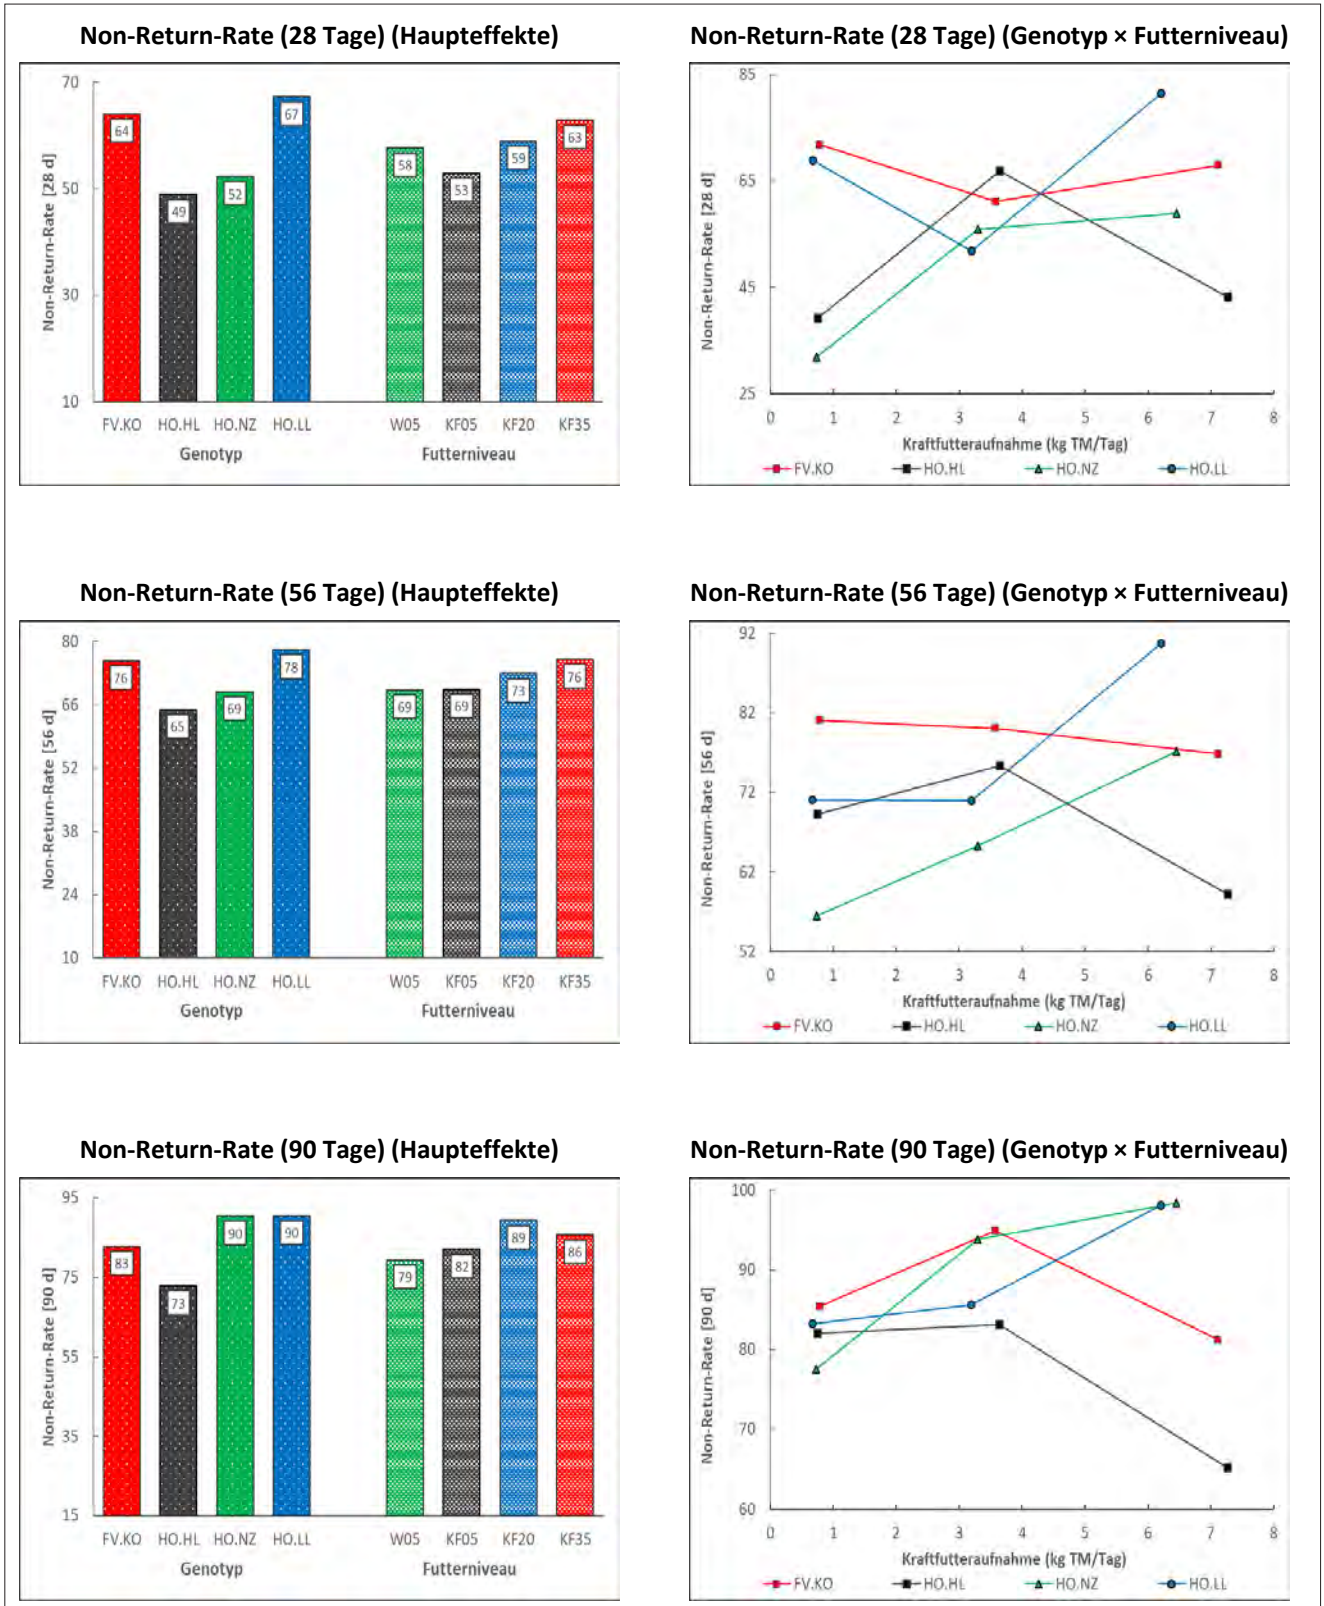 Non-Return-Rate (28 Tage) (Haupteffekte)
Non-Return-Rate [28 d]
70
50
30
10
64
49
52
67
58
53
59
63
FV.KO HO.HL HO.NZ HO.LL W05 KF05 KF20 KF35
Genotyp Futterniveau
Non-Return-Rate (28 Tage) (Genotyp × Futterniveau)
Non-Return-Rate [28 d]
85
65
45
25
0 1 2 3 4 5 6 7 8
Kraftfutteraufnahme (kg TM/Tag)
FV.KO HO.HL HO.NZ HO.LL
Non-Return-Rate (56 Tage) (Haupteffekte)
Non-Return-Rate [56 d]
80
66
52
38
24
10
76
65
69
78
69
69
73
76
FV.KO HO.HL HO.NZ HO.LL W05 KF05 KF20 KF35
Genotyp Futterniveau
Non-Return-Rate (56 Tage) (Genotyp × Futterniveau)
Non-Return-Rate [56 d]
92
82
72
62
52
0 1 2 3 4 5 6 7 8
Kraftfutteraufnahme (kg TM/Tag)
FV.KO HO.HL HO.NZ HO.LL
Non-Return-Rate (90 Tage) (Haupteffekte)
Non-Return-Rate [90 d]
95
75
55
35
15
83
73
90
90
79
82
89
86
FV.KO HO.HL HO.NZ HO.LL W05 KF05 KF20 KF35
Genotyp Futterniveau
Non-Return-Rate (90 Tage) (Genotyp × Futterniveau)
Non-Return-Rate [90 d]
100
90
80
70
60
0 1 2 3 4 5 6 7 8
Kraftfutteraufnahme (kg TM/Tag)
FV.KO HO.HL HO.NZ HO.LL